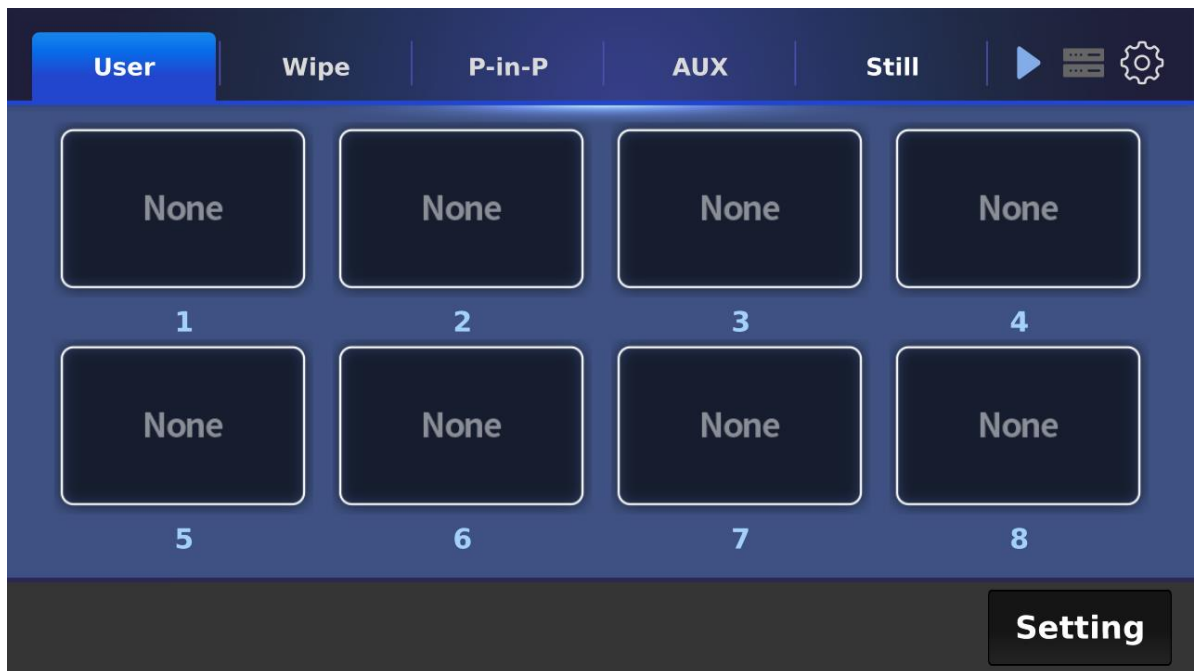 User Wipe P-in-P AUX Still
None None None None
1 2 3 4
None None None None
5 6 7 8
Setting